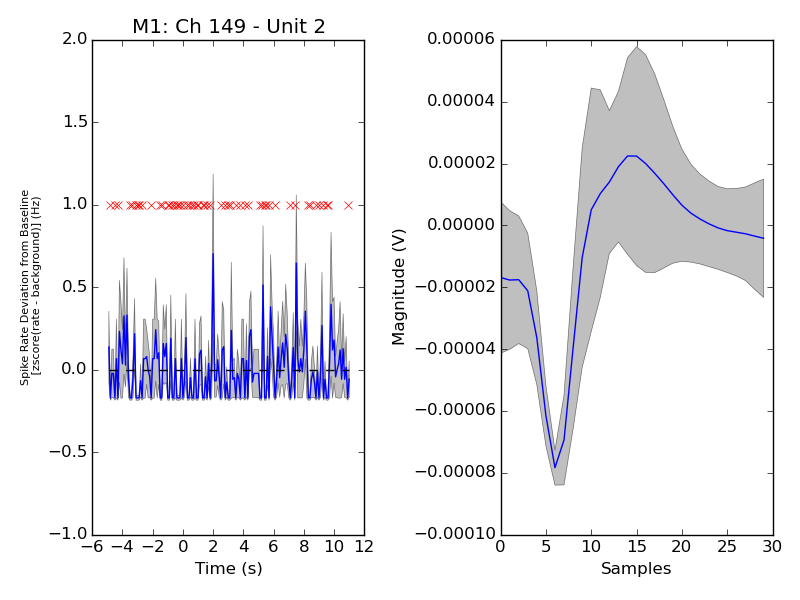 M1: Ch 149 - Unit 2
2.0
1.5
1.0
0.5
0.0
−0.5
−1.0
−6 −4 −2 0 2 4 6 8 10 12
Time (s)
Spike Rate Deviation from Baseline
[zscore(rate - background)] (Hz)
0.00006
0.00004
0.00002
0.00000
−0.00002
−0.00004
−0.00006
−0.00008
−0.00010
0 5 10 15 20 25 30
Samples
Magnitude (V)